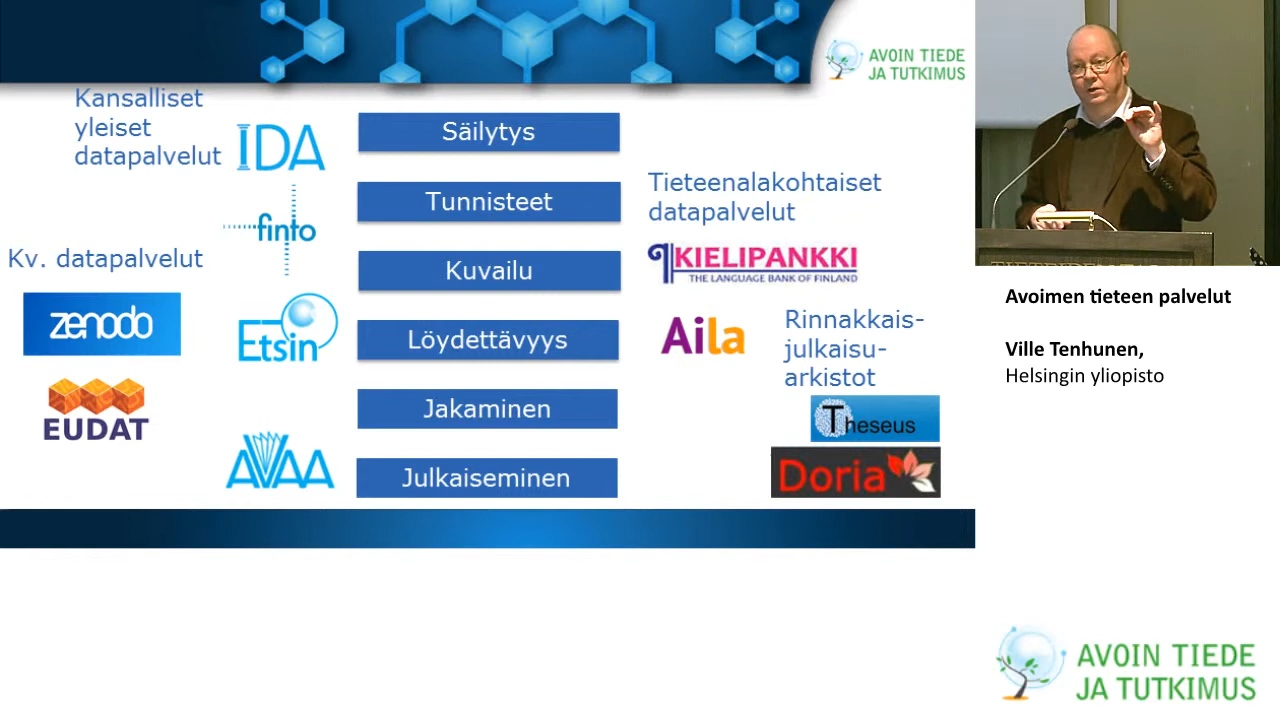 AVOIN TIEDE
JA TUTKIMUS
Kansalliset
yleiset
datapalvelut
IDA
finto
Kv. datapalvelut
zenodo
Etsin
EUDAT
AVAA
Säilytys
Tunnisteet
Kuvailu
Löydettävyys
Jakaminen
Julkaiseminen
Tieteenalakohtaiset
datapalvelut
KIELIPANKKI
THE LANGUAGE BANK OF FINLAND
Aila
Rinnakkais-
julkaisu-
arkistot
Theseus
Doria
Avoimen tieteen palvelut
Ville Tenhunen,
Helsingin yliopisto
AVOIN TIEDE
JA TUTKIMUS